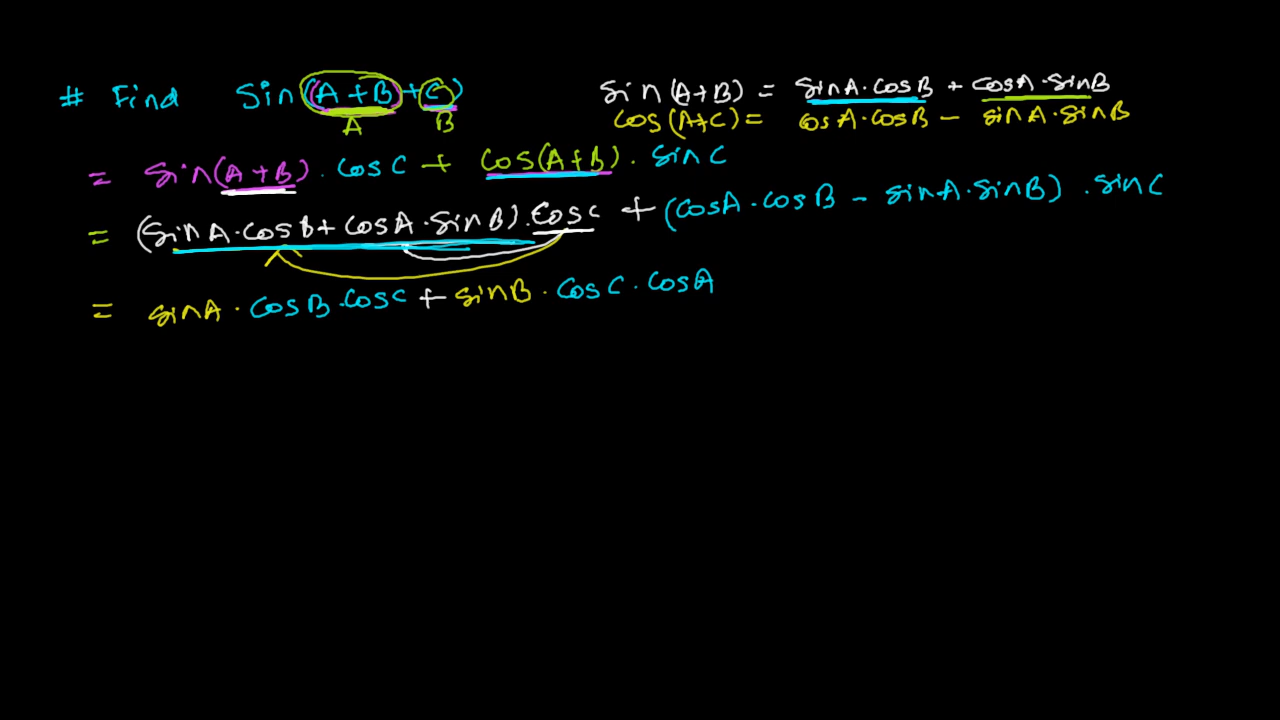 # Find Sin((A+B)+C)
A B
Sin(A+B) = SinA·CosB + CosA·SinB
Cos(A+C) = CosA·CosB − SinA·SinB
= Sin(A+B) · CosC + Cos(A+B) · SinC
= (SinA·CosB + CosA·SinB) · CosC + (CosA·CosB − SinA·SinB) · SinC
= SinA · CosB · CosC + SinB · CosC · CosA